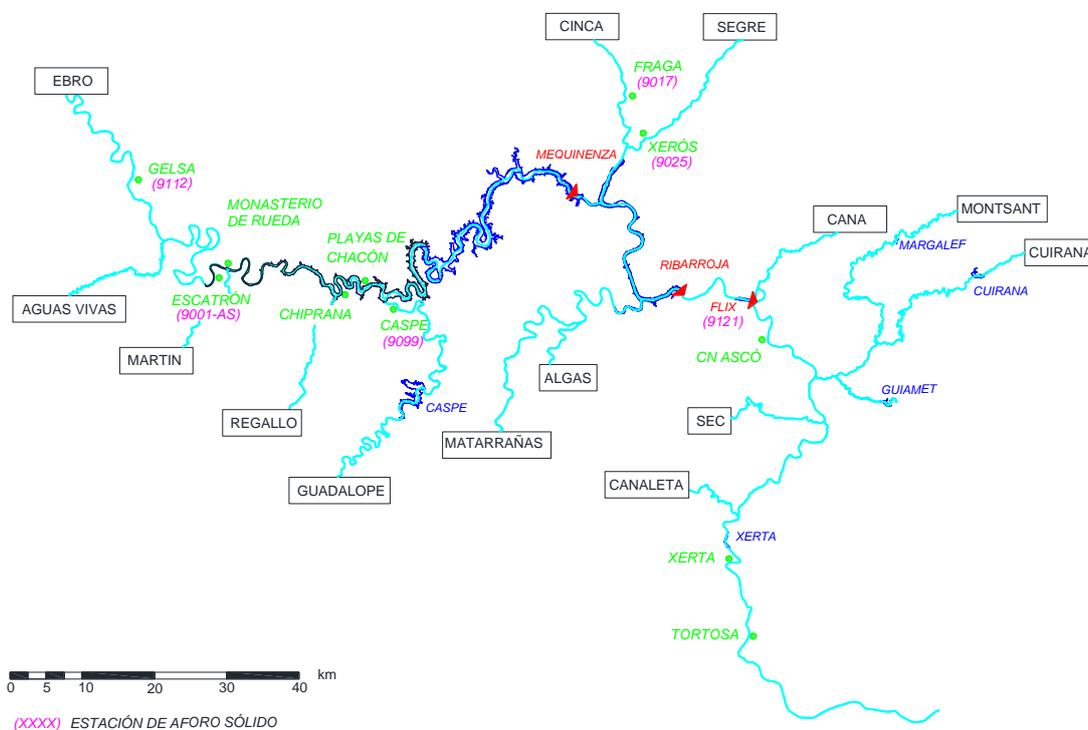 CINCA
SEGRE
EBRO
FRAGA
(9017)
MEQUINENZA
XERÓS
(9025)
GELSA
(9112)
MONASTERIO
DE RUEDA
PLAYAS DE
CHACÓN
CANA
MONTSANT
MARGALEF
CUIRANA
CUIRANA
RIBARROJA
AGUAS VIVAS
ESCATRÓN
(9001-AS)
CHIPRANA
CASPE
(9099)
FLIX
(9121)
CN ASCÓ
MARTIN
ALGAS
REGALLO
CASPE
GUIAMET
SEC
MATARRAÑAS
GUADALOPE
CANALETA
XERTA
XERTA
TORTOSA
km
0 5 10 20 30 40
(XXXX) ESTACIÓN DE AFORO SÓLIDO